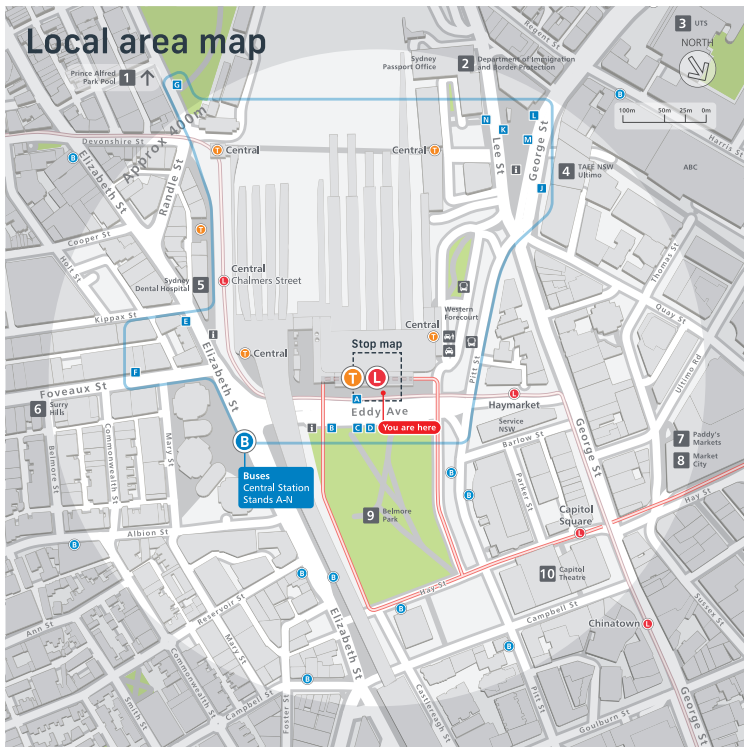 Local area map
3
UTS
NORTH
100m
50m
25m
0m
Prince Alfred
Park Pool
1
G
Approx 400m
Sydney
Passport Office
2
Department of Immigration
and Border Protection
Regent St
B
Harris St
ABC
N
K
L
M
J
Lee St
George St
4
TAFE NSW
Ultimo
Devonshire St
B
Elizabeth St
Randle St
T
Central
Central
T
T
Cooper St
Holt St
Sydney
Dental Hospital
5
L
Central
Chalmers Street
Thomas St
Quay St
Ultimo Rd
Western
Forecourt
Kippax St
E
Elizabeth St
Central
T
T
Central
Stop map
T
L
Pitt St
F
Foveaux St
A
Eddy Ave
L
Haymarket
6
Surry
Hills
B
B
C
D
You are here
Service
NSW
Barlow St
George St
7
Paddy's
Markets
8
Market
City
Belmore St
Commonwealth St
Mary St
Buses
Central Station
Stands A-N
B
B
Parker St
Hay St
9
Belmore
Park
Capitol
Square
L
Albion St
B
B
B
Hay St
B
10
Capitol
Theatre
Campbell St
Reservoir St
Elizabeth St
Chinatown
L
Sussex St
Ann St
Mary St
Commonwealth St
B
B
Smith St
Campbell St
Foster St
Castlereagh St
Pitt St
Goulburn St
George St